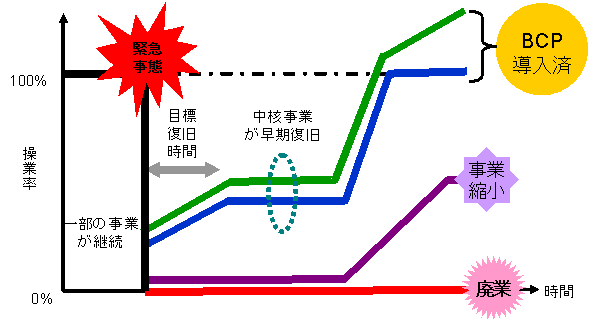 緊急
事態
BCP
導入済
100%
目標
復旧
時間
中核事業
が早期復旧
操業率
事業
縮小
一部の事業
が継続
廃業
時間
0%